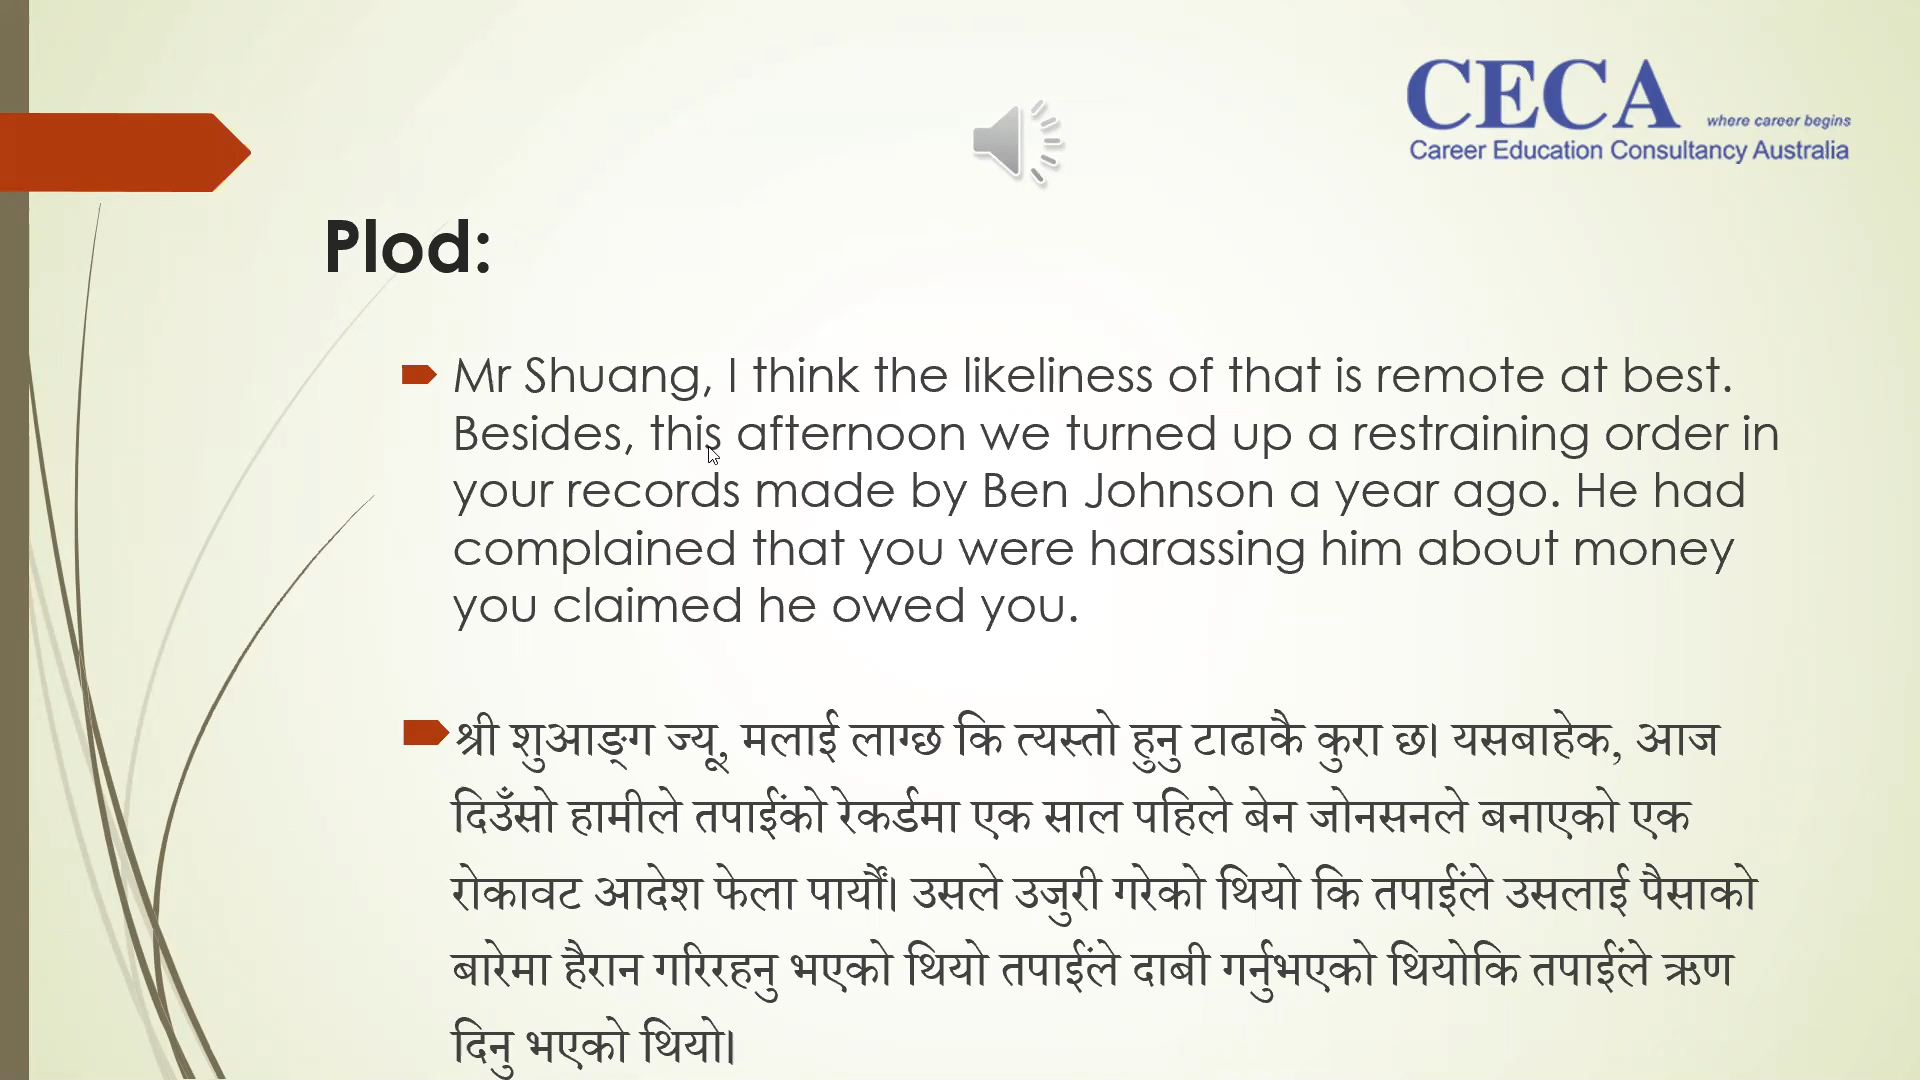 CECA where career begins
Career Education Consultancy Australia
Plod:
Mr Shuang, I think the likeliness of that is remote at best.
Besides, this afternoon we turned up a restraining order in
your records made by Ben Johnson a year ago. He had
complained that you were harassing him about money
you claimed he owed you.
श्री शुआङ्ग ज्यू, मलाई लाग्छ कि त्यस्तो हुनु टाढाकै कुरा छ। यसबाहेक, आज
दिउँसो हामीले तपाईंको रेकर्डमा एक साल पहिले बेन जोनसनले बनाएको एक
रोकावट आदेश फेला पार्यौं। उसले उजुरी गरेको थियो कि तपाईंले उसलाई पैसाको
बारेमा हैरान गरिरहनु भएको थियो तपाईंले दाबी गर्नुभएको थियोकि तपाईंले ऋण
दिनु भएको थियो।